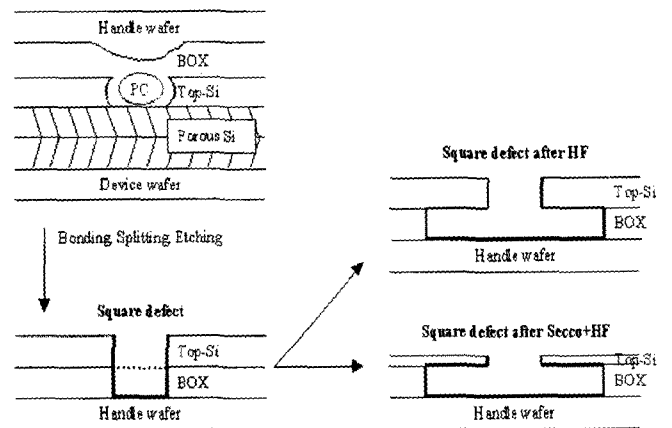 Handle wafer
BOX
PC
Top-Si
Porous Si
Device wafer
Bonding, Splitting, Etching
Square defect
Top-Si
BOX
Handle wafer
Square defect after HF
Top-Si
BOX
Handle wafer
Square defect after Secco+HF
Top-Si
BOX
Handle wafer